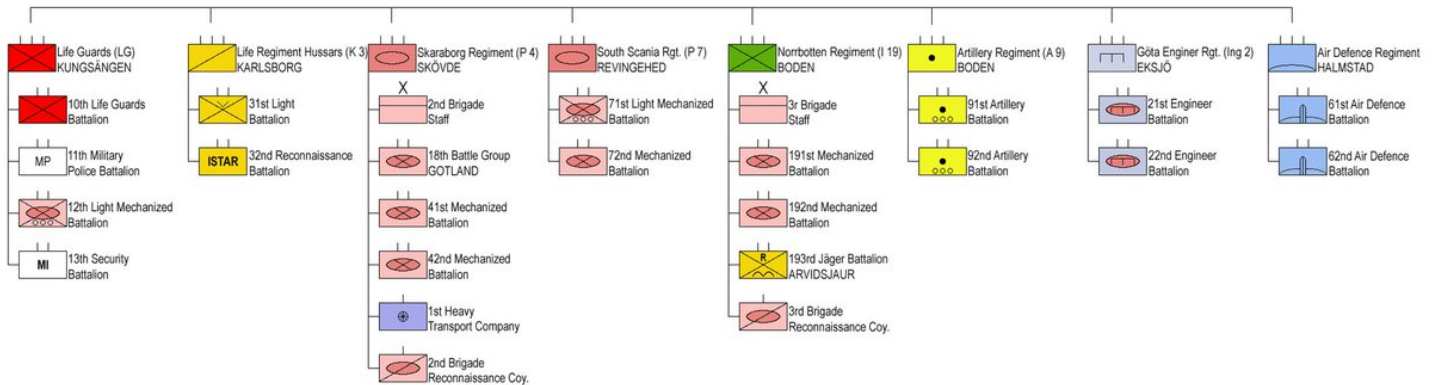 Life Guards (LG)
KUNGSÄNGEN
10th Life Guards
Battalion
MP
11th Military
Police Battalion
12th Light Mechanized
Battalion
MI
13th Security
Battalion
Life Regiment Hussars (K 3)
KARLSBORG
31st Light
Battalion
ISTAR
32nd Reconnaissance
Battalion
Skaraborg Regiment (P 4)
SKÖVDE
X
2nd Brigade
Staff
18th Battle Group
GOTLAND
41st Mechanized
Battalion
42nd Mechanized
Battalion
1st Heavy
Transport Company
2nd Brigade
Reconnaissance Coy.
South Scania Rgt. (P 7)
REVINGEHED
71st Light Mechanized
Battalion
72nd Mechanized
Battalion
Norrbotten Regiment (I 19)
BODEN
X
3r Brigade
Staff
191st Mechanized
Battalion
192nd Mechanized
Battalion
R
193rd Jäger Battalion
ARVIDSJAUR
3rd Brigade
Reconnaissance Coy.
Artillery Regiment (A 9)
BODEN
91st Artillery
Battalion
92nd Artillery
Battalion
Göta Enginer Rgt. (Ing 2)
EKSJÖ
21st Engineer
Battalion
22nd Engineer
Battalion
Air Defence Regiment
HALMSTAD
61st Air Defence
Battalion
62nd Air Defence
Battalion